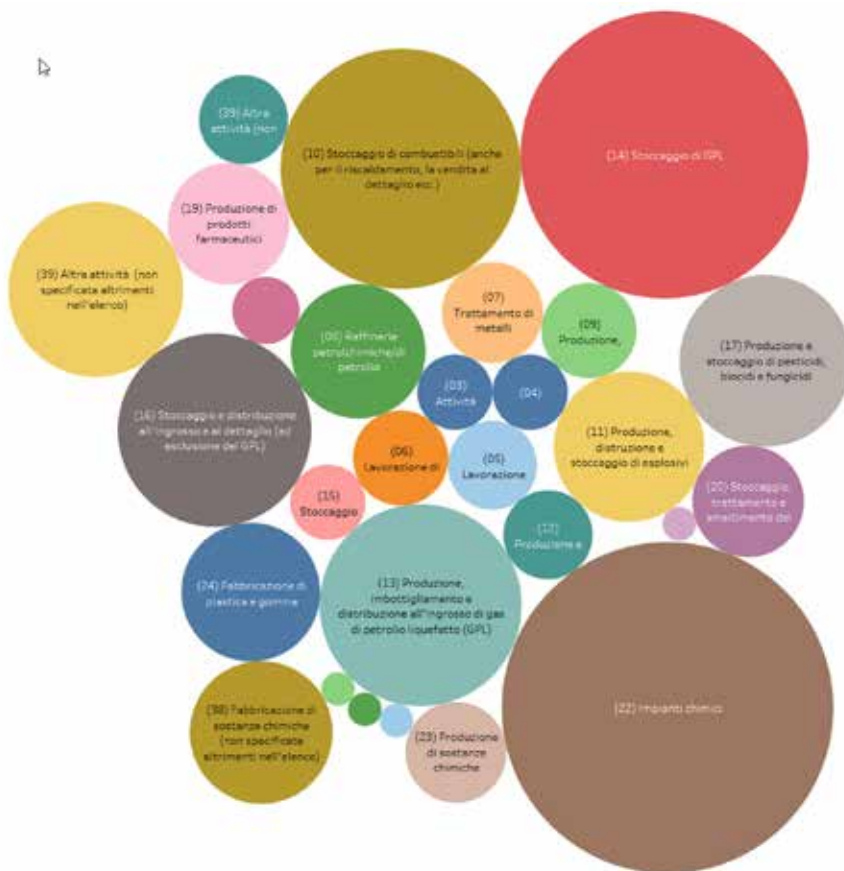 (39) Altre
attività (non
(10) Stoccaggio di combustibili (anche
per il riscaldamento, la vendita al
dettaglio ecc.)
(14) Stoccaggio di GPL
(19) Produzione di
prodotti
farmaceutici
(39) Altre attività (non
specificate altrimenti
nell'elenco)
(07)
Trattamento di
metalli
(09)
Produzione,
Raffinerie
petrolchimiche/di
petrolio
(17) Produzione e
stoccaggio di pesticidi,
biocidi e fungicidi
(03)
Attività
(04)
(16) Stoccaggio e distribuzione
all'ingrosso e al dettaglio (ad
esclusione del GPL)
(11) Produzione,
distruzione e
stoccaggio di esplosivi
(06)
Lavorazione di
(05)
Lavorazione
(15)
Stoccaggio
(20) Stoccaggio,
trattamento e
smaltimento dei
(12)
Produzione e
(24) Fabbricazione di
plastica e gomma
(13) Produzione,
imbottigliamento e
distribuzione all'ingrosso di gas
di petrolio liquefatto (GPL)
(22) Impianti chimici
(38) Fabbricazione di
sostanze chimiche
(non specificate
altrimenti nell'elenco)
(23) Produzione
di sostanze
chimiche